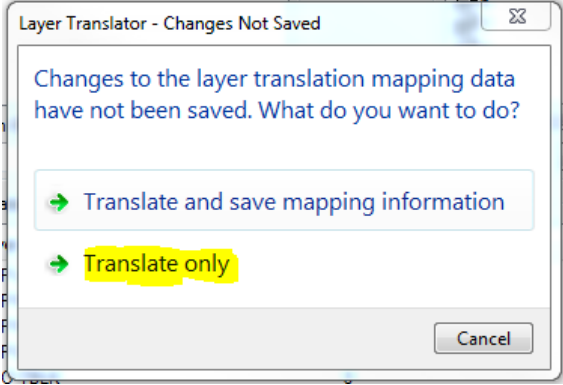 Layer Translator - Changes Not Saved
Changes to the layer translation mapping data
have not been saved. What do you want to do?
Translate and save mapping information
Translate only
Cancel